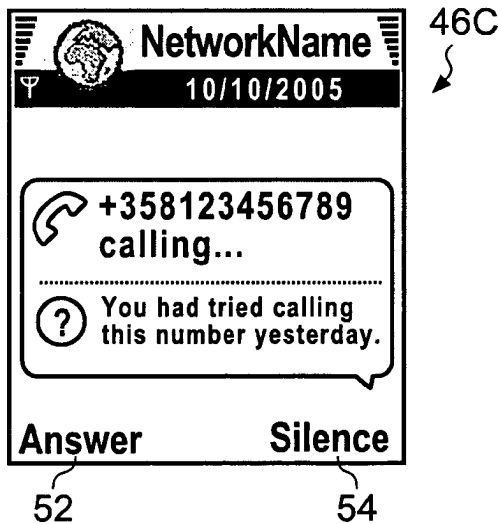 46C
NetworkName
10/10/2005
+358123456789
calling...
? You had tried calling
this number yesterday.
Answer Silence
52 54